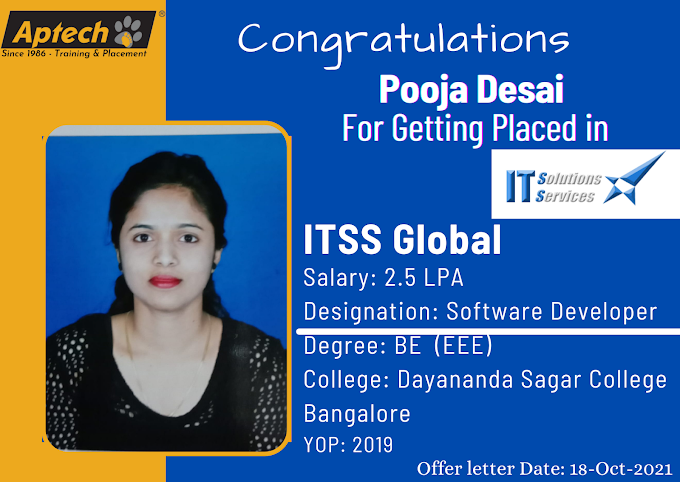 Aptech
®
Since 1986 - Training & Placement
Congratulations
Pooja Desai
For Getting Placed in
IT Solutions
Services
ITSS Global
Salary: 2.5 LPA
Designation: Software Developer
Degree: BE (EEE)
College: Dayananda Sagar College
Bangalore
YOP: 2019
Offer letter Date: 18-Oct-2021